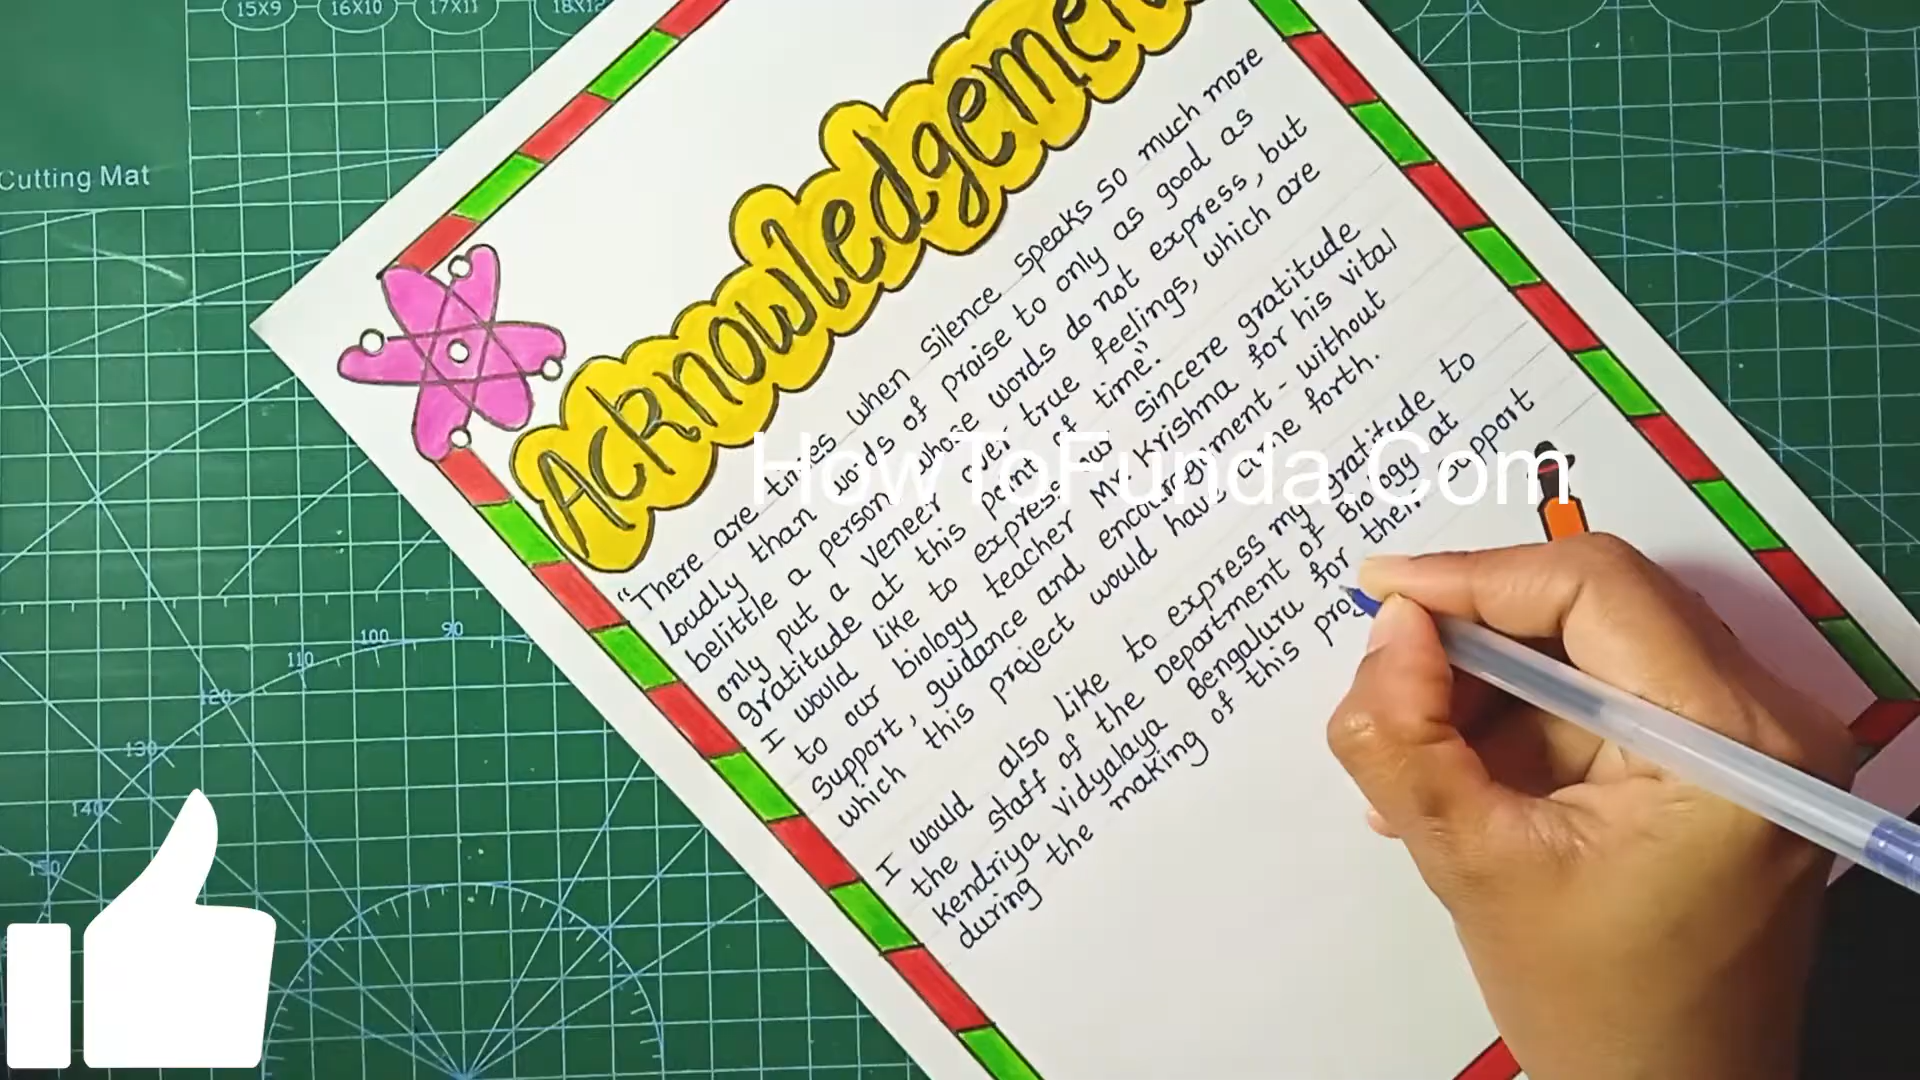 15X9 16X10 17X11 18X12
Cutting Mat
Acknowledgemen
"There are times when Silence Speaks so much more
loudly than words of praise to only as good as
belittle a person whose words do not express, but
only put a veneer over true feelings, which are
gratitude at this point of time".
I would like to express our Sincere gratitude
to our biology teacher Mr Krishna for his vital
Support, guidance and encouragement - without
which this project would have come forth.
I would also like to express my gratitude to
the staff of the Department of Biology at
kendriya vidyalaya Bengaluru for their support
during the making of this proj
HowToFunda.Com
90
100
110
120
130
140
150